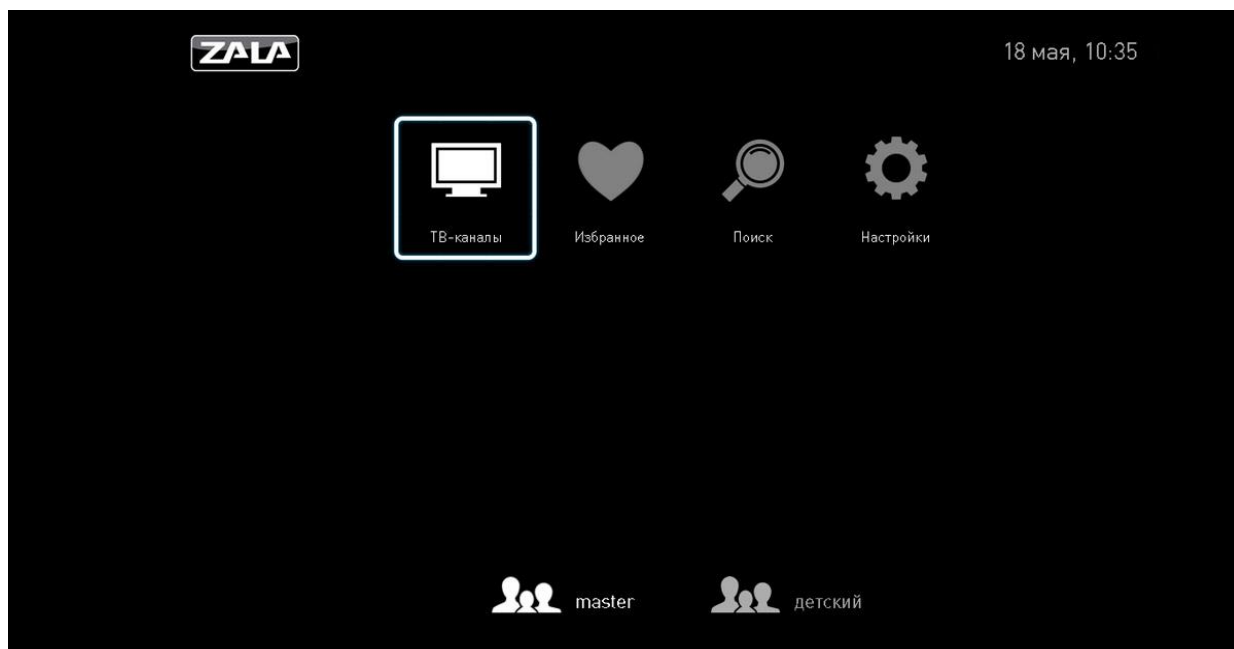 ZALA
18 мая, 10:35
ТВ-каналы
Избранное
Поиск
Настройки
master
детский